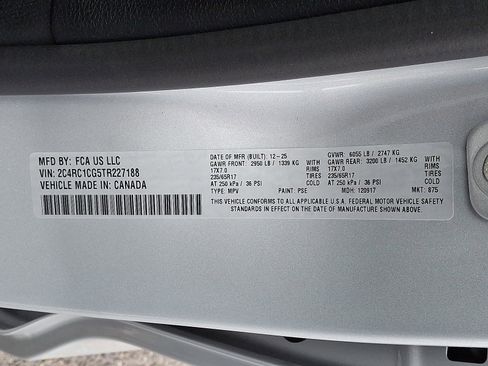 MFD BY: FCA US LLC
VIN: 2C4RC1CG5TR227188
VEHICLE MADE IN: CANADA
DATE OF MFR (BUILT): 12-25 GVWR: 6055 LB / 2747 KG
GAWR FRONT: 2950 LB / 1339 KG WITH GAWR REAR: 3200 LB / 1452 KG WITH
17X7.0 RIMS 17X7.0 RIMS
235/65R17 TIRES 235/65R17 TIRES
AT 250 kPa / 36 PSI COLD AT 250 kPa / 36 PSI COLD
TYPE: MPV PAINT: PSE MDH: 120917 MKT: 875
THIS VEHICLE CONFORMS TO ALL APPLICABLE U.S.A. FEDERAL MOTOR VEHICLE SAFETY
STANDARDS IN EFFECT ON THE DATE OF MANUFACTURE SHOWN ABOVE.